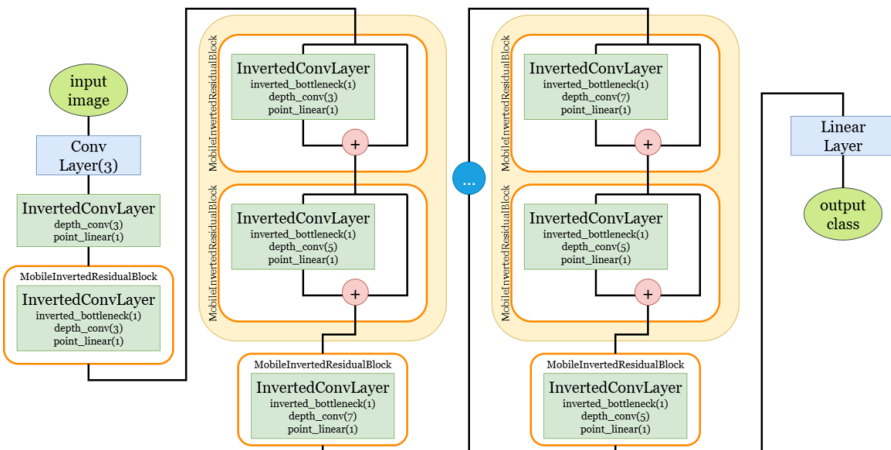 input
image
Conv
Layer(3)
InvertedConvLayer
depth_conv(3)
point_linear(1)
MobileInvertedResidualBlock
InvertedConvLayer
inverted_bottleneck(1)
depth_conv(3)
point_linear(1)
MobileInvertedResidualBlock
InvertedConvLayer
inverted_bottleneck(1)
depth_conv(3)
point_linear(1)
+
MobileInvertedResidualBlock
InvertedConvLayer
inverted_bottleneck(1)
depth_conv(5)
point_linear(1)
+
MobileInvertedResidualBlock
InvertedConvLayer
inverted_bottleneck(1)
depth_conv(7)
point_linear(1)
...
MobileInvertedResidualBlock
InvertedConvLayer
inverted_bottleneck(1)
depth_conv(7)
point_linear(1)
+
MobileInvertedResidualBlock
InvertedConvLayer
inverted_bottleneck(1)
depth_conv(5)
point_linear(1)
+
MobileInvertedResidualBlock
InvertedConvLayer
inverted_bottleneck(1)
depth_conv(5)
point_linear(1)
Linear
Layer
output
class